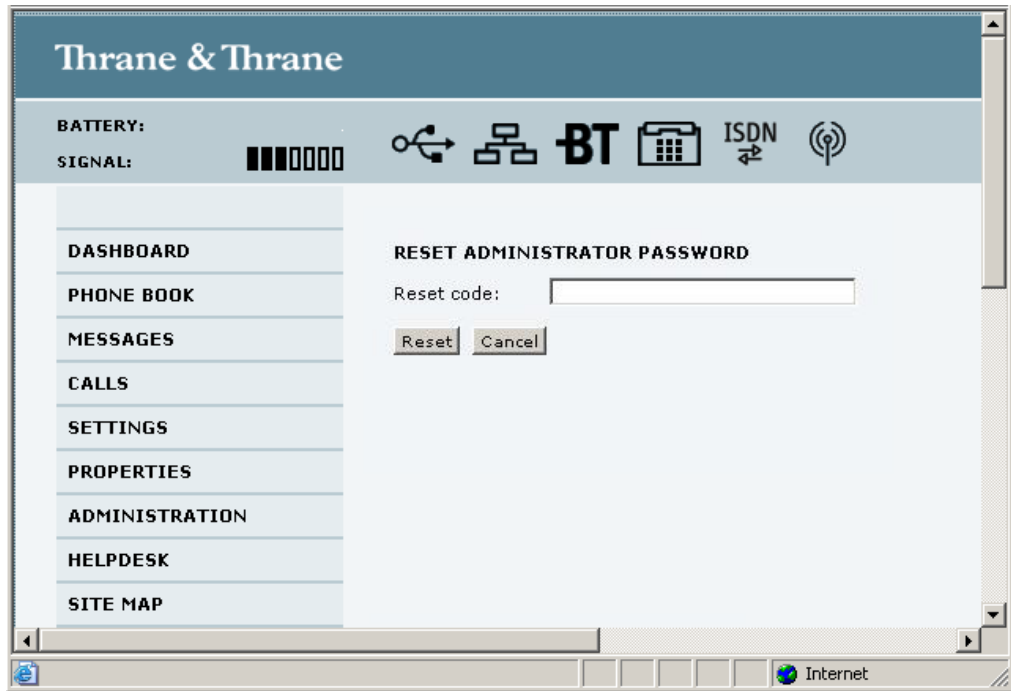 Thrane & Thrane
BATTERY:
SIGNAL:
BT
ISDN
DASHBOARD
PHONE BOOK
MESSAGES
CALLS
SETTINGS
PROPERTIES
ADMINISTRATION
HELPDESK
SITE MAP
RESET ADMINISTRATOR PASSWORD
Reset code:
Reset Cancel
Internet